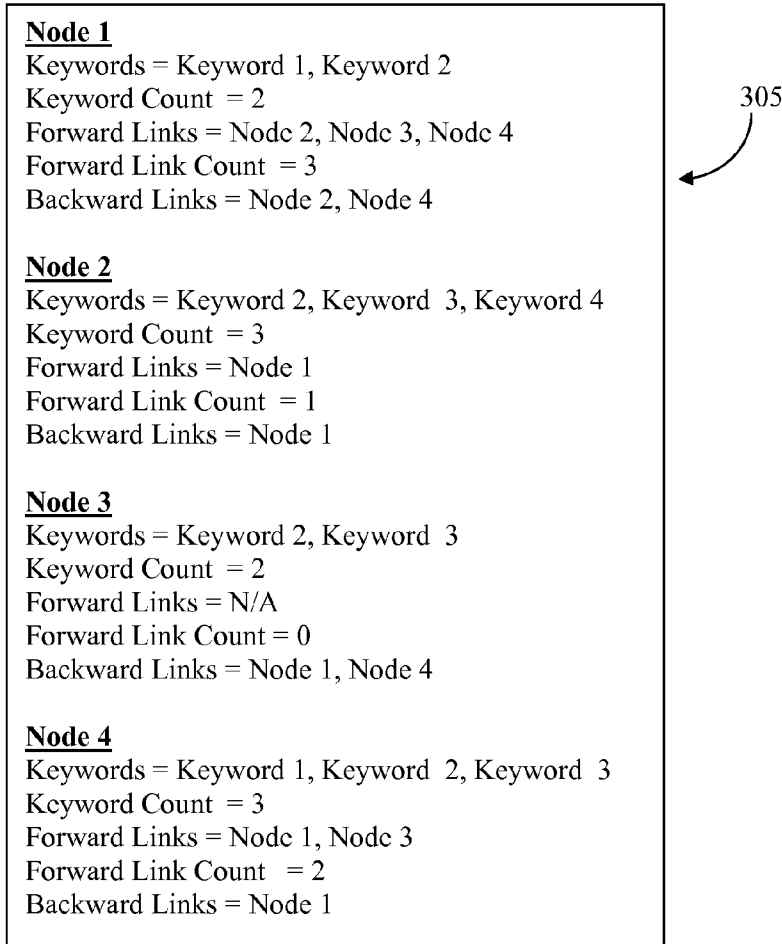 Node 1
Keywords = Keyword 1, Keyword 2
Keyword Count = 2
Forward Links = Node 2, Node 3, Node 4
Forward Link Count = 3
Backward Links = Node 2, Node 4
305
Node 2
Keywords = Keyword 2, Keyword 3, Keyword 4
Keyword Count = 3
Forward Links = Node 1
Forward Link Count = 1
Backward Links = Node 1
Node 3
Keywords = Keyword 2, Keyword 3
Keyword Count = 2
Forward Links = N/A
Forward Link Count = 0
Backward Links = Node 1, Node 4
Node 4
Keywords = Keyword 1, Keyword 2, Keyword 3
Keyword Count = 3
Forward Links = Node 1, Node 3
Forward Link Count = 2
Backward Links = Node 1